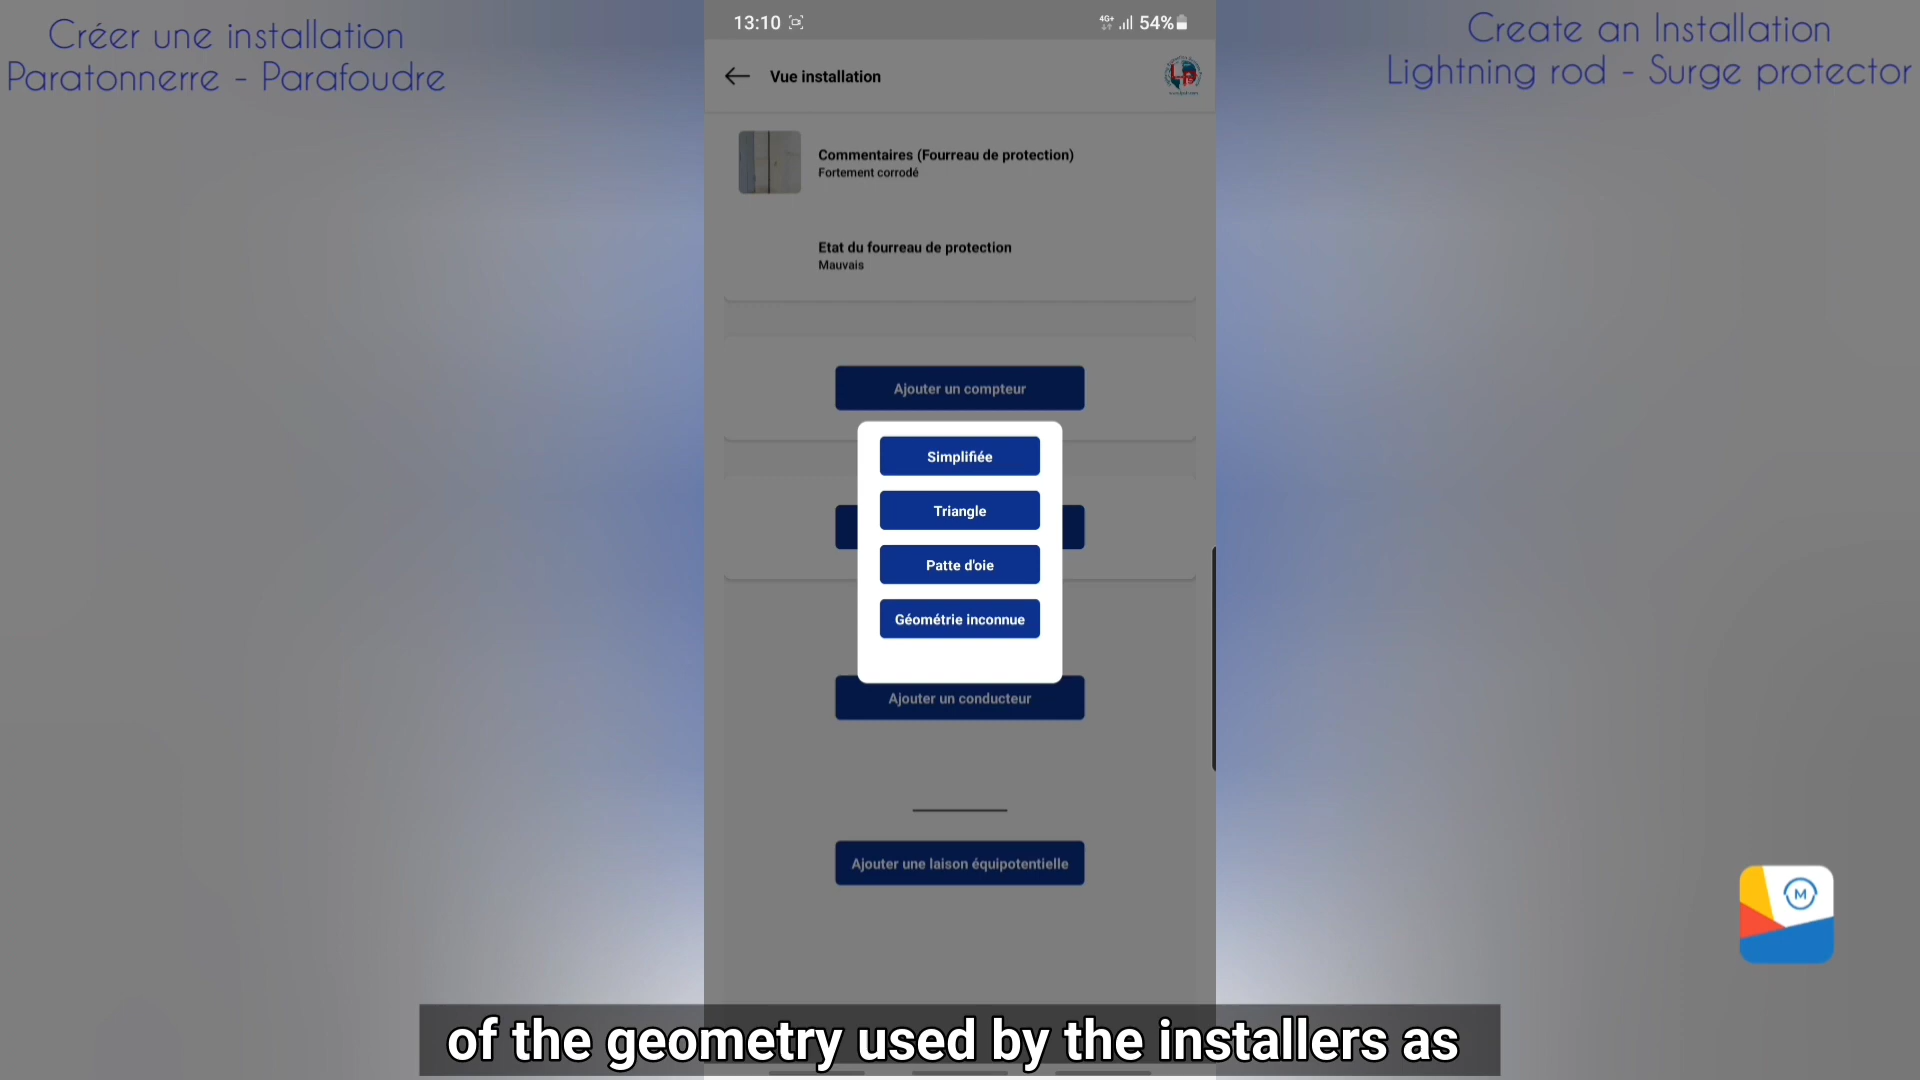 Créer une installation
Paratonnerre - Parafoudre
Create an Installation
Lightning rod - Surge protector
13:10
4G+ 54%
Vue installation
Commentaires (Fourreau de protection)
Fortement corrodé
Etat du fourreau de protection
Mauvais
Ajouter un compteur
Simplifiée
Triangle
Patte d'oie
Géométrie inconnue
Ajouter un conducteur
Ajouter une laison équipotentielle
M
of the geometry used by the installers as